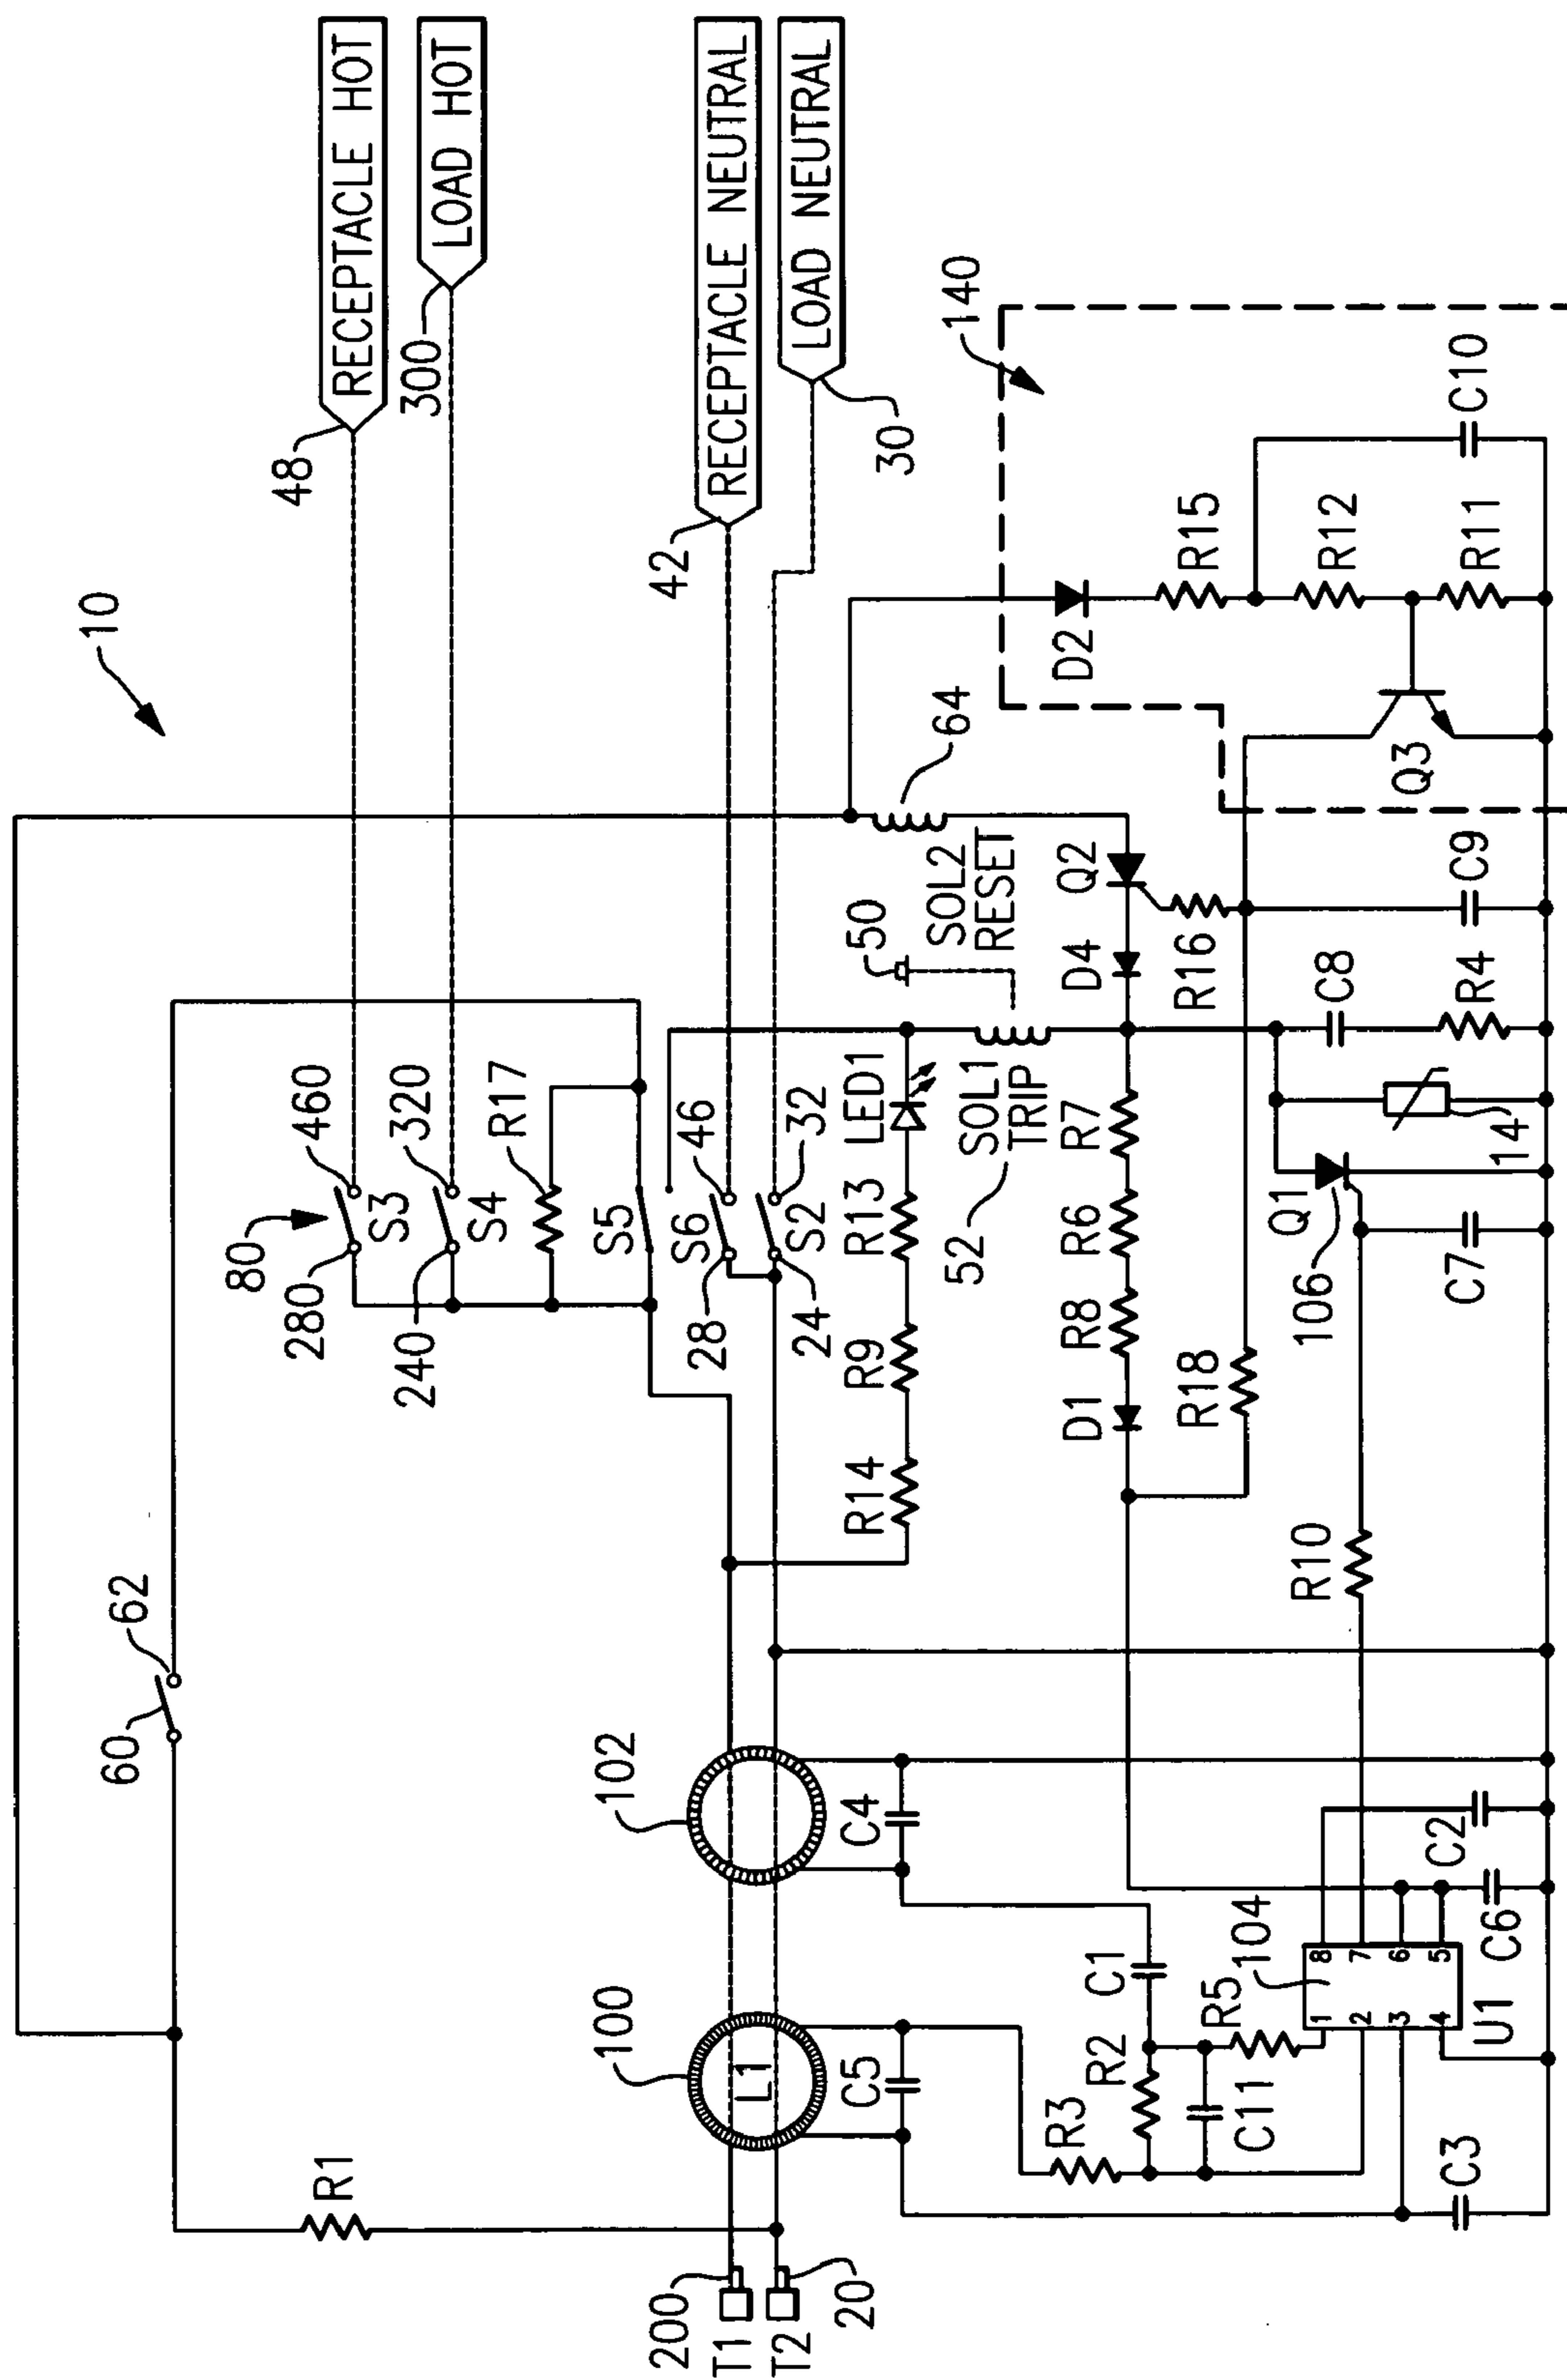 10
RECEPTACLE HOT
48
LOAD HOT
300
RECEPTACLE NEUTRAL
42
LOAD NEUTRAL
30
140
60
62
80
280
460
S3
240
320
S4
R17
S5
S6
28
46
24
32
S2
200
T1
T2
20
R1
100
L1
102
C5
C4
R14
R9
R13
LED1
50
SOL2
RESET
64
52
SOL1
TRIP
D1
R8
R6
R7
D4
Q2
D2
R15
R12
R11
C10
Q3
R18
R16
C9
C8
R4
14
Q1
106
C7
R10
R3
R2
C1
C11
R5
104
1
2
3
4
8
7
6
5
U1
C3
C6
C2